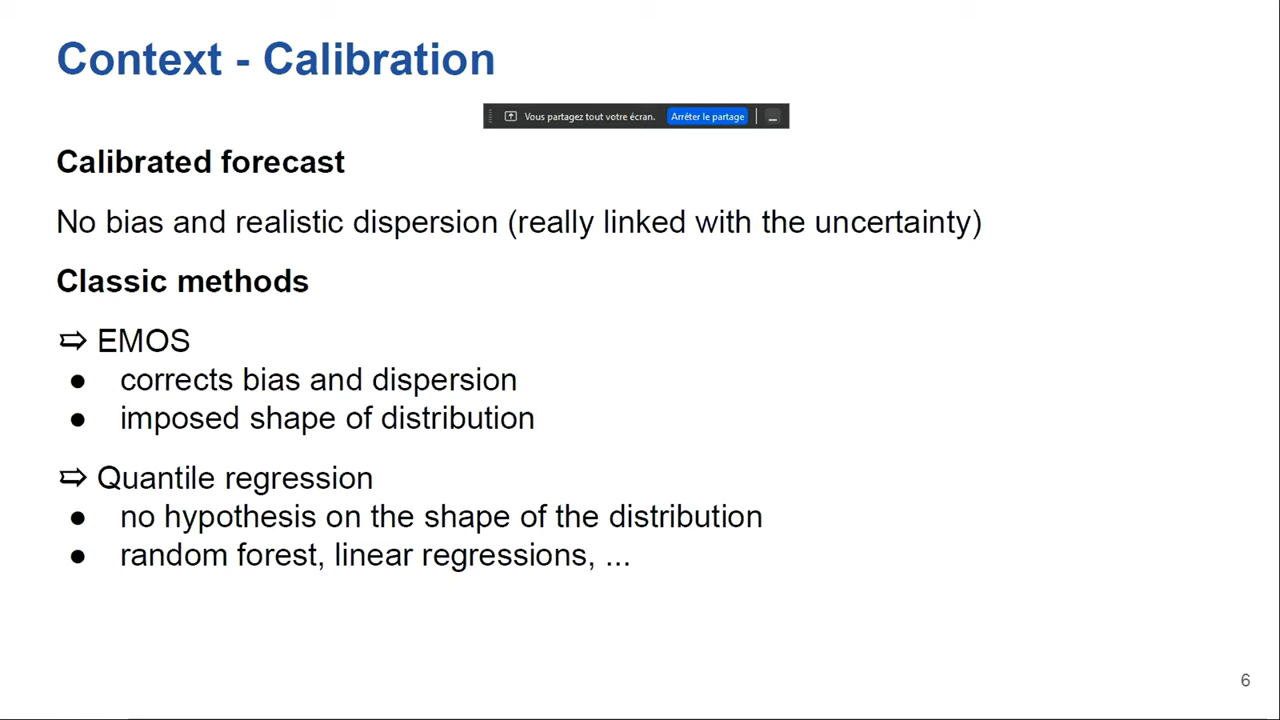 Context - Calibration
Vous partagez tout votre écran. Arrêter le partage
Calibrated forecast
No bias and realistic dispersion (really linked with the uncertainty)
Classic methods
⇨ EMOS
● corrects bias and dispersion
● imposed shape of distribution
⇨ Quantile regression
● no hypothesis on the shape of the distribution
● random forest, linear regressions, ...
6